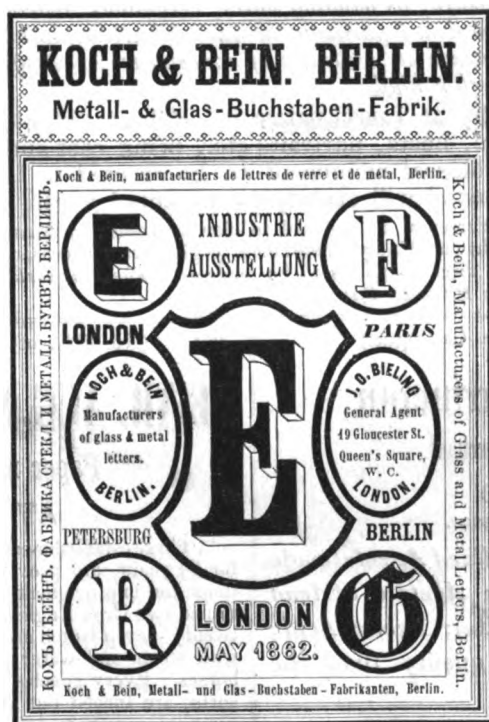 KOCH & BEIN. BERLIN.
Metall- & Glas-Buchstaben-Fabrik.
Koch & Bein, manufacturiers de lettres de verre et de métal, Berlin.
КОХЪ И БЕЙНЪ. ФАБРИКА СТЕКЛ. И МЕТАЛЛ. БУКВЪ. БЕРЛИНЪ.
Koch & Bein, Manufacturers of Glass and Metal Letters, Berlin.
E
INDUSTRIE
AUSSTELLUNG
F
LONDON
PARIS
E
KOCH & BEIN
Manufacturers
of glass & metal
letters.
BERLIN.
J. O. BIELING
General Agent
49 Gloucester St.
Queen's Square,
W. C.
LONDON.
PETERSBURG
BERLIN
R
LONDON
MAY 1862.
G
Koch & Bein, Metall- und Glas-Buchstaben-Fabrikanten, Berlin.